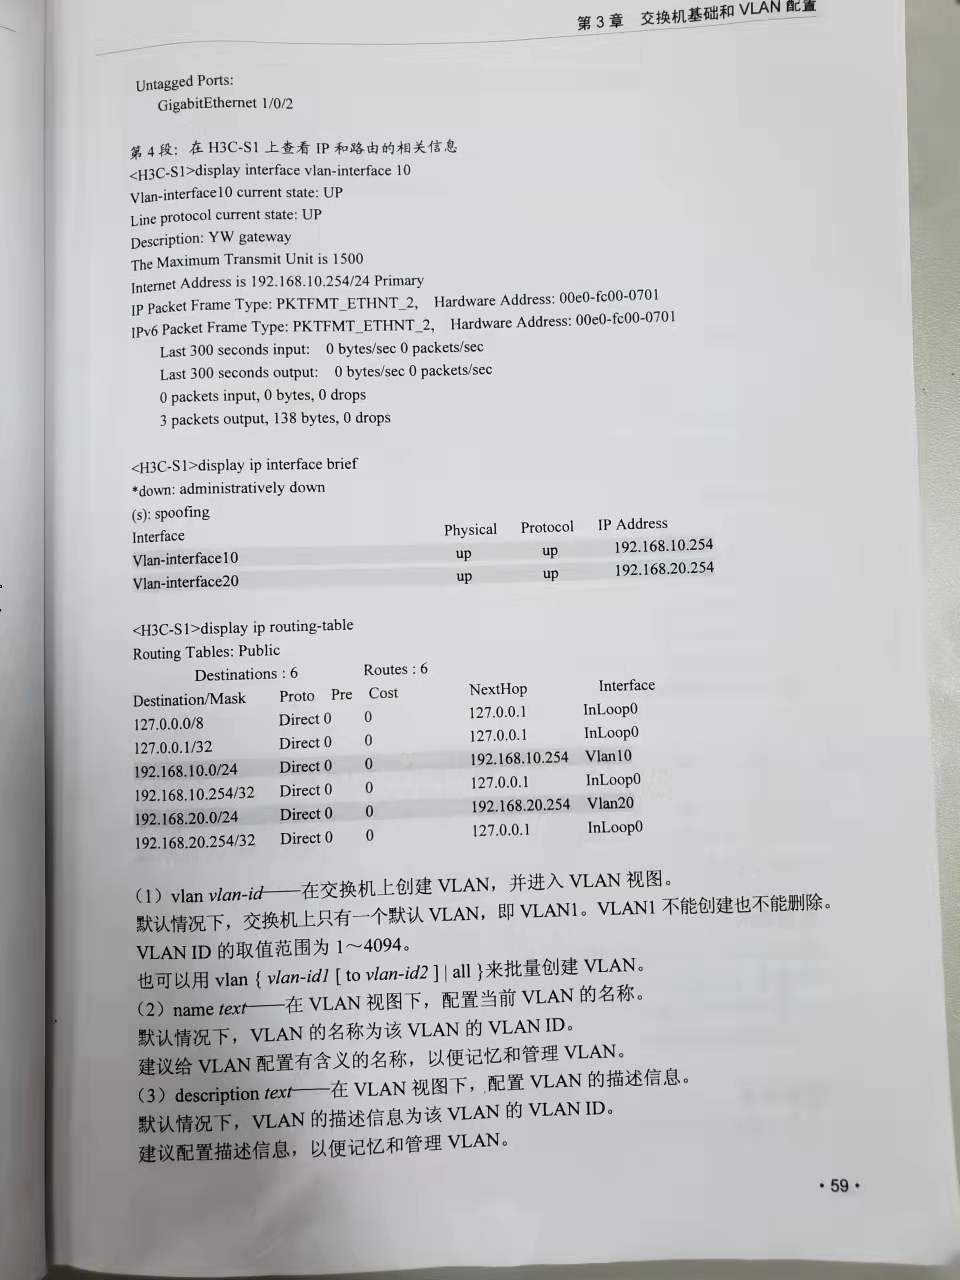 第 3 章　交换机基础和 VLAN 配置
Untagged Ports:
GigabitEthernet 1/0/2
第 4 段：在 H3C-S1 上查看 IP 和路由的相关信息
<H3C-S1>display interface vlan-interface 10
Vlan-interface10 current state: UP
Line protocol current state: UP
Description: YW gateway
The Maximum Transmit Unit is 1500
Internet Address is 192.168.10.254/24 Primary
IP Packet Frame Type: PKTFMT_ETHNT_2,　Hardware Address: 00e0-fc00-0701
IPv6 Packet Frame Type: PKTFMT_ETHNT_2,　Hardware Address: 00e0-fc00-0701
Last 300 seconds input:　0 bytes/sec 0 packets/sec
Last 300 seconds output:　0 bytes/sec 0 packets/sec
0 packets input, 0 bytes, 0 drops
3 packets output, 138 bytes, 0 drops
<H3C-S1>display ip interface brief
*down: administratively down
(s): spoofing
Interface Physical Protocol IP Address
Vlan-interface10 up up 192.168.10.254
Vlan-interface20 up up 192.168.20.254
<H3C-S1>display ip routing-table
Routing Tables: Public
Destinations : 6 Routes : 6
Destination/Mask Proto Pre Cost NextHop Interface
127.0.0.0/8 Direct 0 0 127.0.0.1 InLoop0
127.0.0.1/32 Direct 0 0 127.0.0.1 InLoop0
192.168.10.0/24 Direct 0 0 192.168.10.254 Vlan10
192.168.10.254/32 Direct 0 0 127.0.0.1 InLoop0
192.168.20.0/24 Direct 0 0 192.168.20.254 Vlan20
192.168.20.254/32 Direct 0 0 127.0.0.1 InLoop0
（1）vlan vlan-id——在交换机上创建 VLAN，并进入 VLAN 视图。
默认情况下，交换机上只有一个默认 VLAN，即 VLAN1。VLAN1 不能创建也不能删除。
VLAN ID 的取值范围为 1～4094。
也可以用 vlan { vlan-id1 [ to vlan-id2 ] | all }来批量创建 VLAN。
（2）name text——在 VLAN 视图下，配置当前 VLAN 的名称。
默认情况下，VLAN 的名称为该 VLAN 的 VLAN ID。
建议给 VLAN 配置有含义的名称，以便记忆和管理 VLAN。
（3）description text——在 VLAN 视图下，配置 VLAN 的描述信息。
默认情况下，VLAN 的描述信息为该 VLAN 的 VLAN ID。
建议配置描述信息，以便记忆和管理 VLAN。
·59·